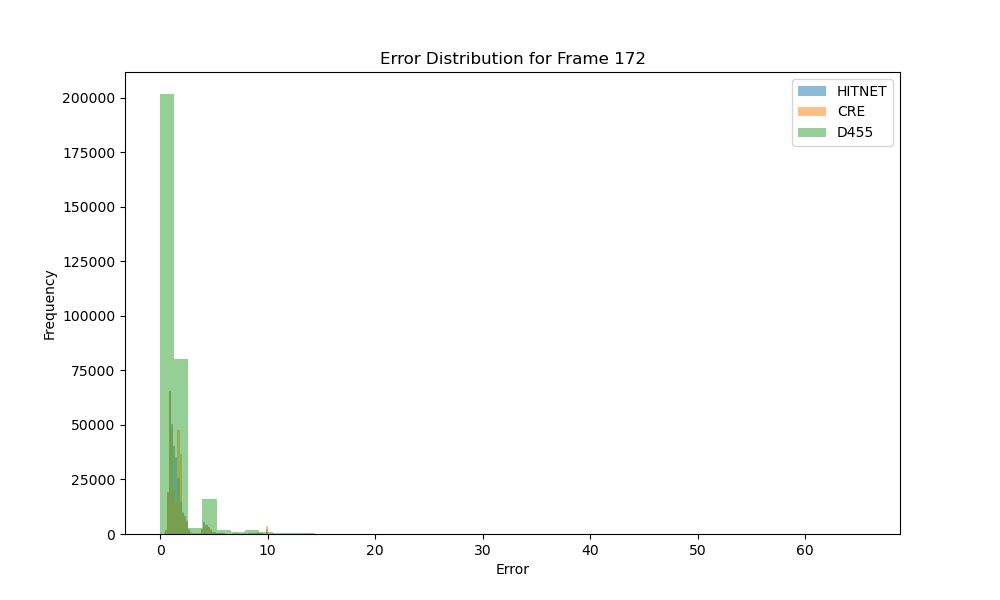 Error Distribution for Frame 172
HITNET
CRE
D455
200000
175000
150000
125000
100000
75000
50000
25000
0
Frequency
0 10 20 30 40 50 60
Error